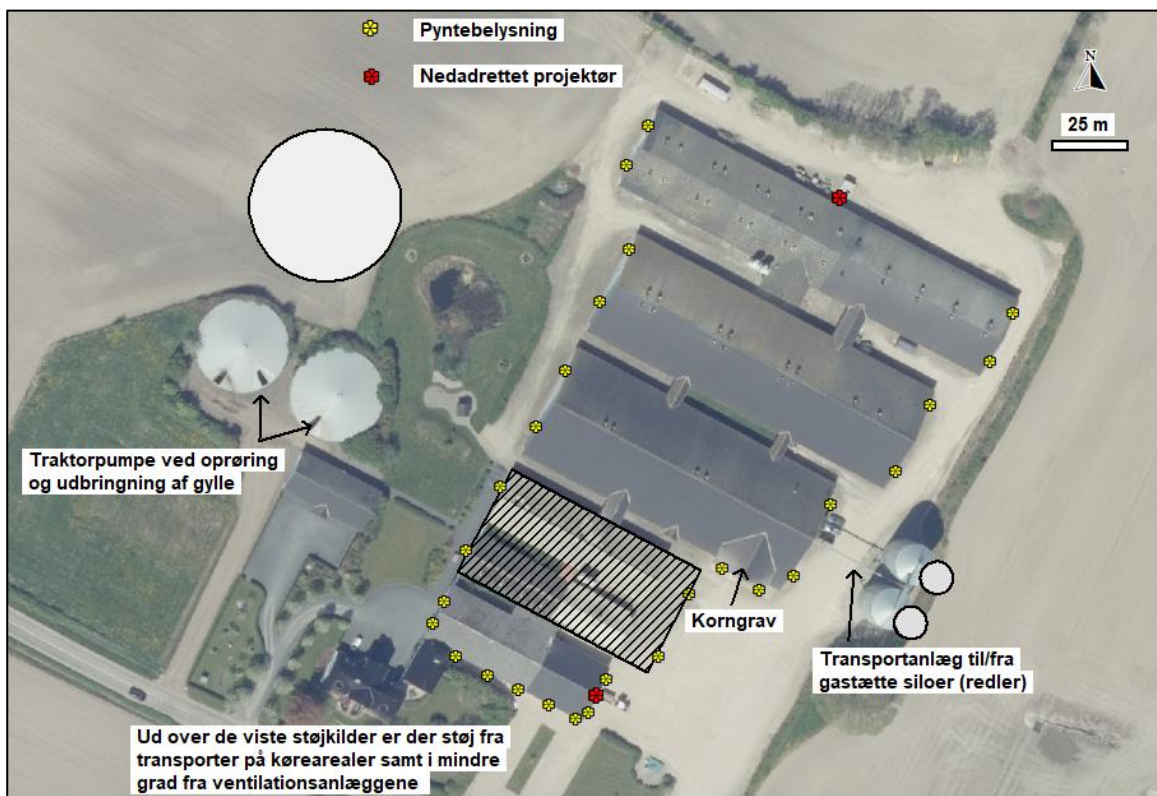 Pyntebelysning
Nedadrettet projektør
N
25 m
Traktorpumpe ved oprøring
og udbringning af gylle
Korngrav
Transportanlæg til/fra
gastætte siloer (redler)
Ud over de viste støjkilder er der støj fra
transporter på kørearealer samt i mindre
grad fra ventilationsanlæggene